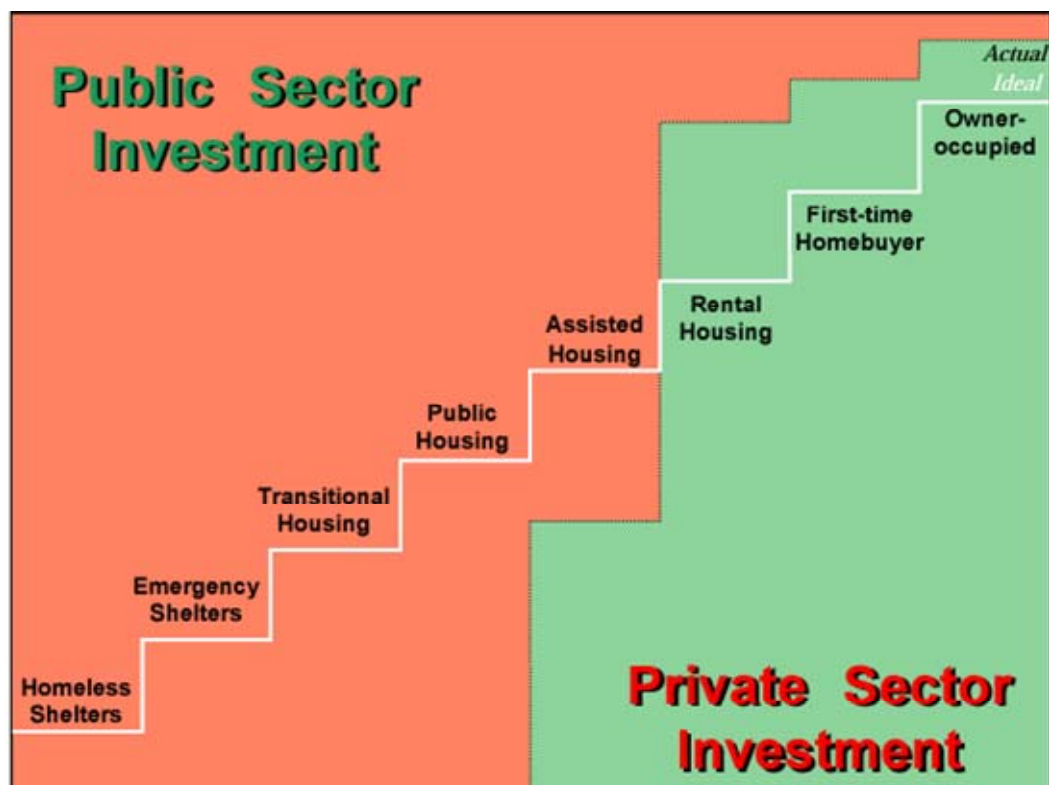 Public Sector
Investment
Actual
Ideal
Owner-
occupied
First-time
Homebuyer
Rental
Housing
Assisted
Housing
Public
Housing
Transitional
Housing
Emergency
Shelters
Homeless
Shelters
Private Sector
Investment